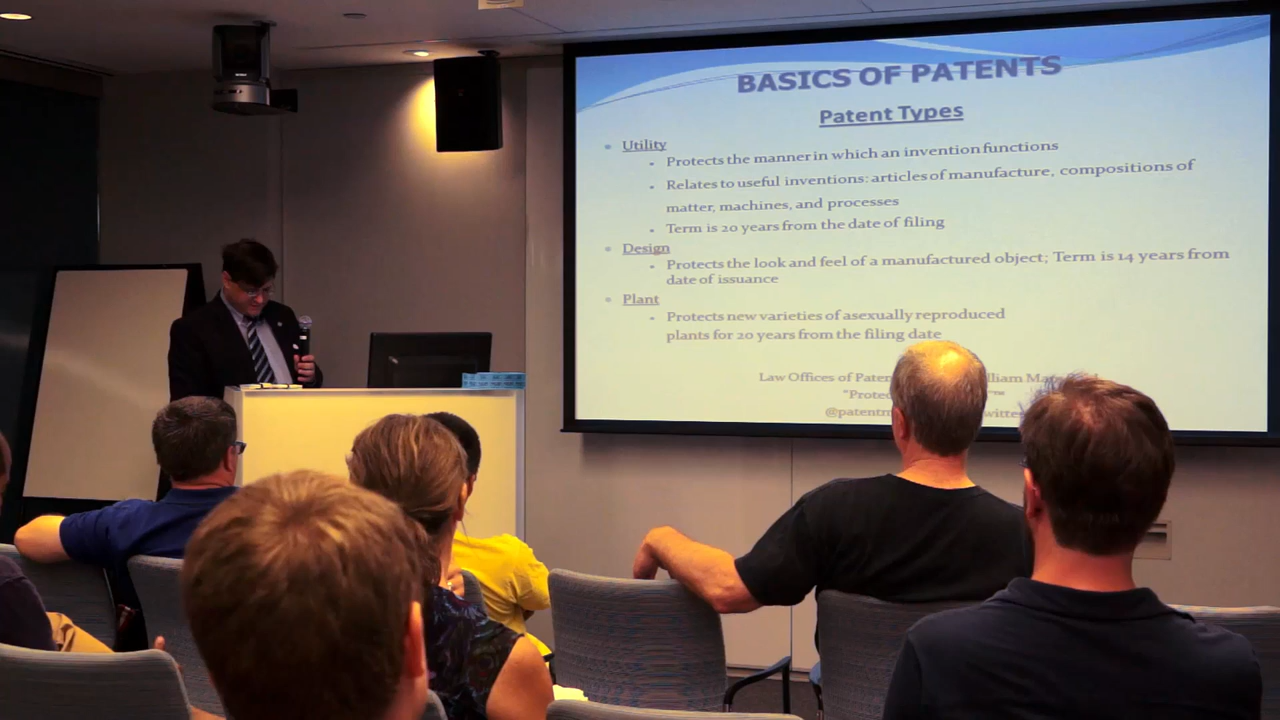 BASICS OF PATENTS
Patent Types
Utility
Protects the manner in which an invention functions
Relates to useful inventions: articles of manufacture, compositions of
matter, machines, and processes
Term is 20 years from the date of filing
Design
Protects the look and feel of a manufactured object; Term is 14 years from
date of issuance
Plant
Protects new varieties of asexually reproduced
plants for 20 years from the filing date
Law Offices of